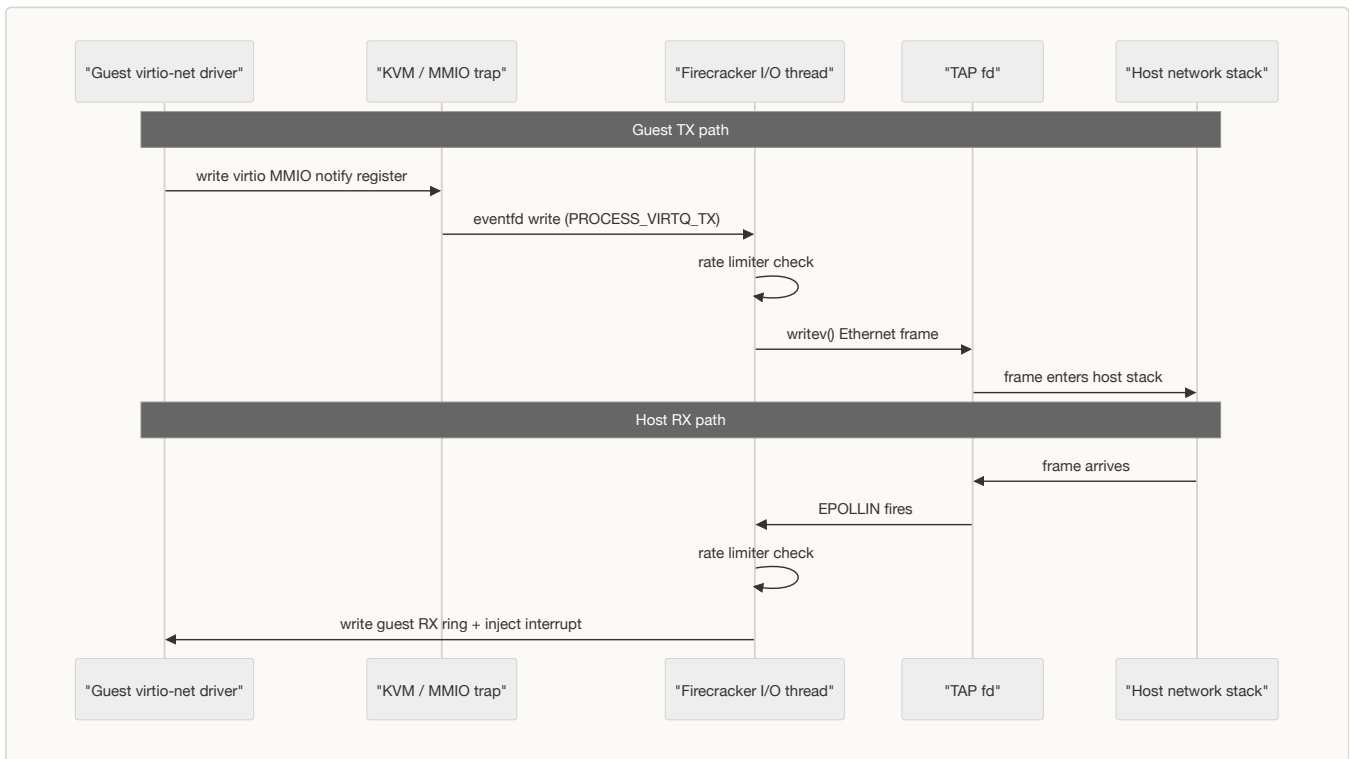 "Guest virtio-net driver"
"KVM / MMIO trap"
"Firecracker I/O thread"
"TAP fd"
"Host network stack"
Guest TX path
write virtio MMIO notify register
eventfd write (PROCESS_VIRTQ_TX)
rate limiter check
writev() Ethernet frame
frame enters host stack
Host RX path
frame arrives
EPOLLIN fires
rate limiter check
write guest RX ring + inject interrupt
"Guest virtio-net driver"
"KVM / MMIO trap"
"Firecracker I/O thread"
"TAP fd"
"Host network stack"